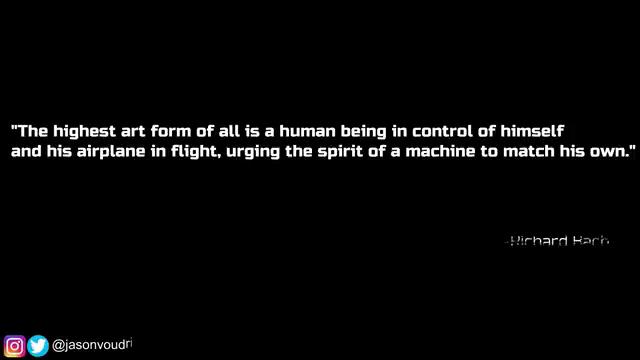 "The highest art form of all is a human being in control of himself
and his airplane in flight, urging the spirit of a machine to match his own."
-Richard Bach
@jasonvoudri